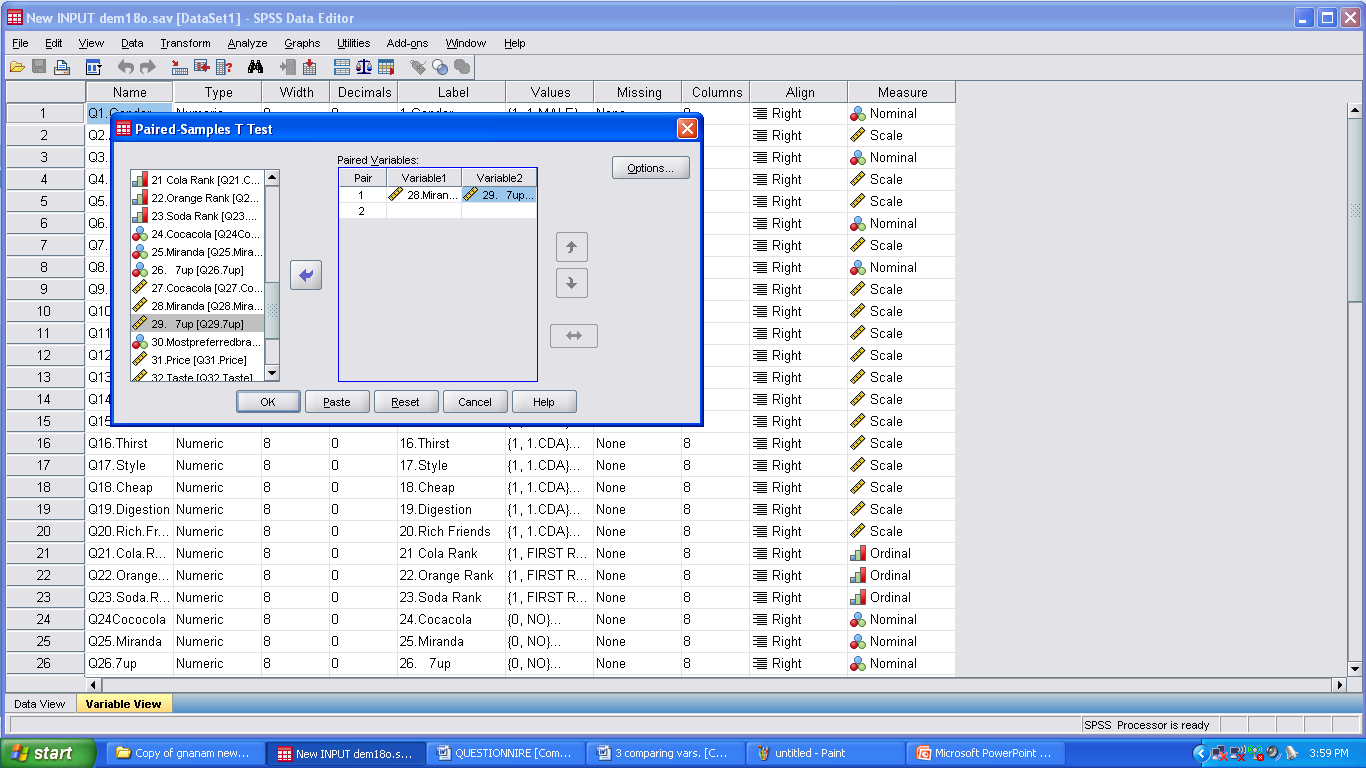 New INPUT dem18o.sav [DataSet1] - SPSS Data Editor
File Edit View Data Transform Analyze Graphs Utilities Add-ons Window Help
Name Type Width Decimals Label Values Missing Columns Align Measure
1 Right Nominal
2 Q2. Right Scale
3 Q3. Right Nominal
4 Q4. Right Scale
5 Q5. Right Scale
6 Q6. Right Nominal
7 Q7. Right Scale
8 Q8. Right Nominal
9 Q9. Right Scale
10 Q10 Right Scale
11 Q11 Right Scale
12 Q12 Right Scale
13 Q13 Right Scale
14 Q14 Right Scale
15 Q15 Right Scale
16 Q16.Thirst Numeric 8 0 16.Thirst {1, 1.CDA}... None 8 Right Scale
17 Q17.Style Numeric 8 0 17.Style {1, 1.CDA}... None 8 Right Scale
18 Q18.Cheap Numeric 8 0 18.Cheap {1, 1.CDA}... None 8 Right Scale
19 Q19.Digestion Numeric 8 0 19.Digestion {1, 1.CDA}... None 8 Right Scale
20 Q20.Rich.Fr... Numeric 8 0 20.Rich Friends {1, 1.CDA}... None 8 Right Scale
21 Q21.Cola.R... Numeric 8 0 21 Cola Rank {1, FIRST R... None 8 Right Ordinal
22 Q22.Orange... Numeric 8 0 22.Orange Rank {1, FIRST R... None 8 Right Ordinal
23 Q23.Soda.R... Numeric 8 0 23.Soda Rank {1, FIRST R... None 8 Right Ordinal
24 Q24Cococola Numeric 8 0 24.Cocacola {0, NO}... None 8 Right Nominal
25 Q25.Miranda Numeric 8 0 25.Miranda {0, NO}... None 8 Right Nominal
26 Q26.7up Numeric 8 0 26. 7up {0, NO}... None 8 Right Nominal
Paired-Samples T Test
21 Cola Rank [Q21.C...
22.Orange Rank [Q2...
23.Soda Rank [Q23....
24.Cocacola [Q24Co...
25.Miranda [Q25.Mira...
26. 7up [Q26.7up]
27.Cocacola [Q27.Co...
28.Miranda [Q28.Mira...
29. 7up [Q29.7up]
30.Mostpreferredbra...
31.Price [Q31.Price]
32.Taste [Q32.Taste]
Paired Variables:
Pair Variable1 Variable2
1 28.Miran... 29. 7up...
2
Options...
OK Paste Reset Cancel Help
Data View Variable View
SPSS Processor is ready
start Copy of gnanam new... New INPUT dem18o.s... QUESTIONNIRE [Com... 3 comparing vars. [C... untitled - Paint Microsoft PowerPoint ... 3:59 PM